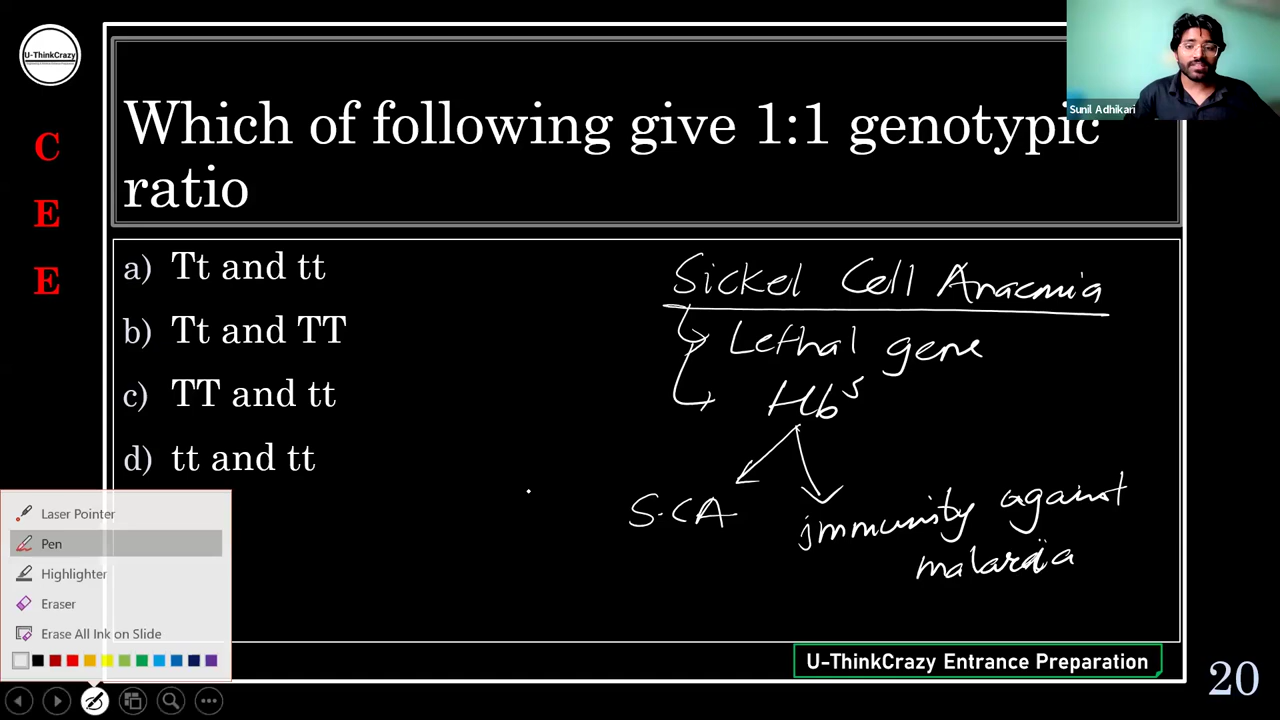 U-ThinkCrazy
Sunil Adhikari
C
E
E
Which of following give 1:1 genotypic
ratio
a) Tt and tt
b) Tt and TT
c) TT and tt
d) tt and tt
Sickel Cell Anaemia
Lethal gene
Hbˢ
S.CA
immunity against
malaria
Laser Pointer
Pen
Highlighter
Eraser
Erase All Ink on Slide
U-ThinkCrazy Entrance Preparation
20